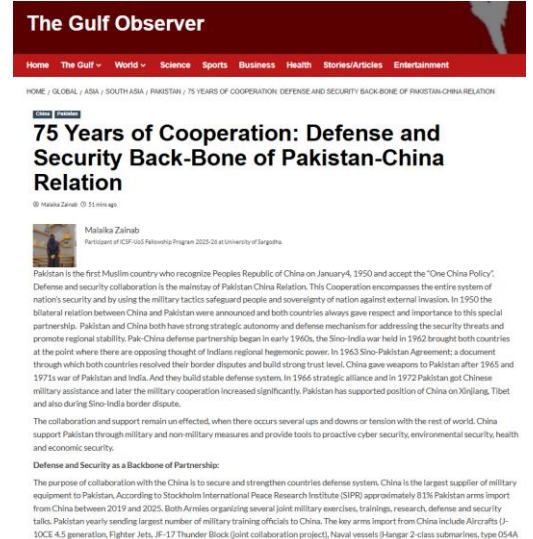 The Gulf Observer
Home The Gulf World Science Sports Business Health Stories/Articles Entertainment
HOME / GLOBAL / ASIA / SOUTH ASIA / PAKISTAN / 75 YEARS OF COOPERATION: DEFENSE AND SECURITY BACK-BONE OF PAKISTAN-CHINA RELATION
China Pakistan
75 Years of Cooperation: Defense and
Security Back-Bone of Pakistan-China
Relation
Malaika Zainab 51 mins ago
Malaika Zainab
Participant of ICSF-UoS Fellowship Program 2025-26 at University of Sargodha.
Pakistan is the first Muslim country who recognize Peoples Republic of China on January4, 1950 and accept the "One China Policy".
Defense and security collaboration is the mainstay of Pakistan China Relation. This Cooperation encompasses the entire system of
nation's security and by using the military tactics safeguard people and sovereignty of nation against external invasion. In 1950 the
bilateral relation between China and Pakistan were announced and both countries always gave respect and importance to this special
partnership. Pakistan and China both have strong strategic autonomy and defense mechanism for addressing the security threats and
promote regional stability. Pak-China defense partnership began in early 1960s, the Sino-India war held in 1962 brought both countries
at the point where there are opposing thought of Indians regional hegemonic power. In 1963 Sino-Pakistan Agreement; a document
through which both countries resolved their border disputes and build strong trust level. China gave weapons to Pakistan after 1965 and
1971s war of Pakistan and India. And they build stable defense system. In 1966 strategic alliance and in 1972 Pakistan got Chinese
military assistance and later the military cooperation increased significantly. Pakistan has supported position of China on Xinjiang, Tibet
and also during Sino-India border dispute.
The collaboration and support remain un effected, when there occurs several ups and downs or tension with the rest of world. China
support Pakistan through military and non-military measures and provide tools to proactive cyber security, environmental security, health
and economic security.
Defense and Security as a Backbone of Partnership:
The purpose of collaboration with the China is to secure and strengthen countries defense system. China is the largest supplier of military
equipment to Pakistan, According to Stockholm International Peace Research Institute (SIPR) approximately 81% Pakistan arms import
from China between 2019 and 2025. Both Armies organizing several joint military exercises, trainings, research, defense and security
talks. Pakistan yearly sending largest number of military training officials to China. The key arms import from China include Aircrafts (J-
10CE 4.5 generation, Fighter Jets, JF-17 Thunder Block (joint collaboration project), Naval vessels (Hangar 2-class submarines, type 054A